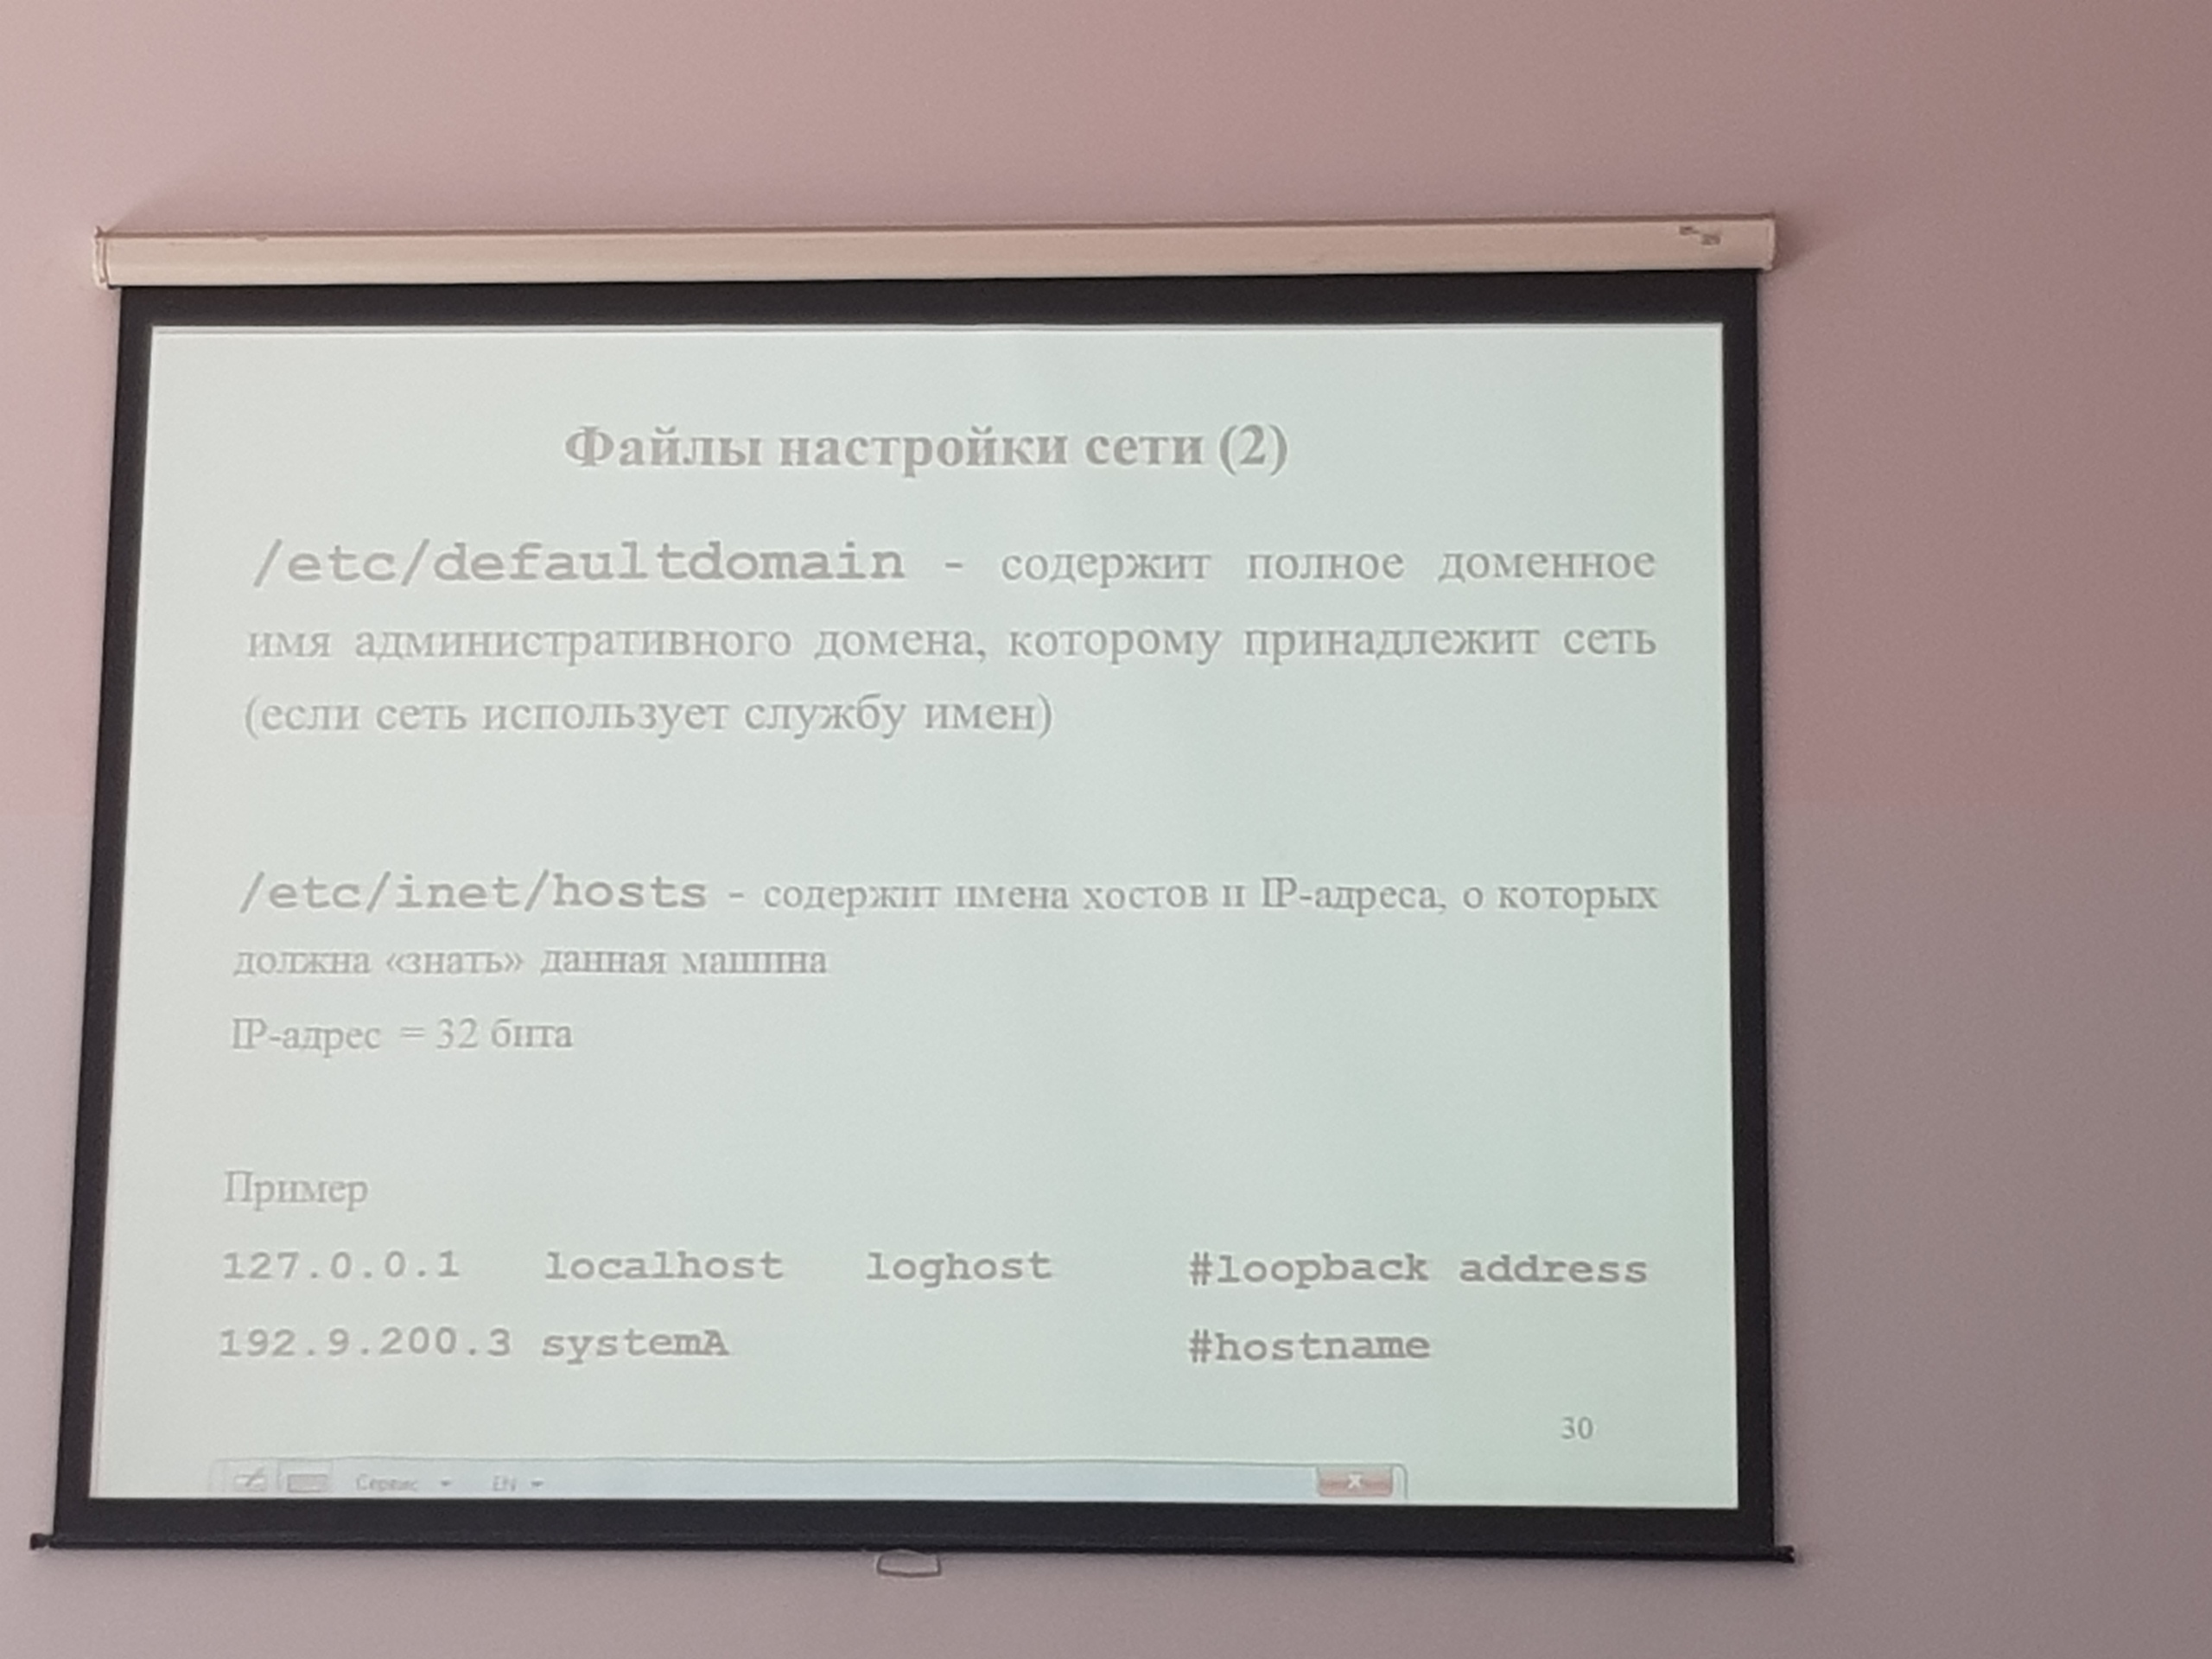 Файлы настройки сети (2)
/etc/defaultdomain - содержит полное доменное
имя административного домена, которому принадлежит сеть
(если сеть использует службу имен)
/etc/inet/hosts - содержит имена хостов и IP-адреса, о которых
должна «знать» данная машина
IP-адрес = 32 бита
Пример
127.0.0.1 localhost loghost #loopback address
192.9.200.3 systemA #hostname
30
Сервис EN